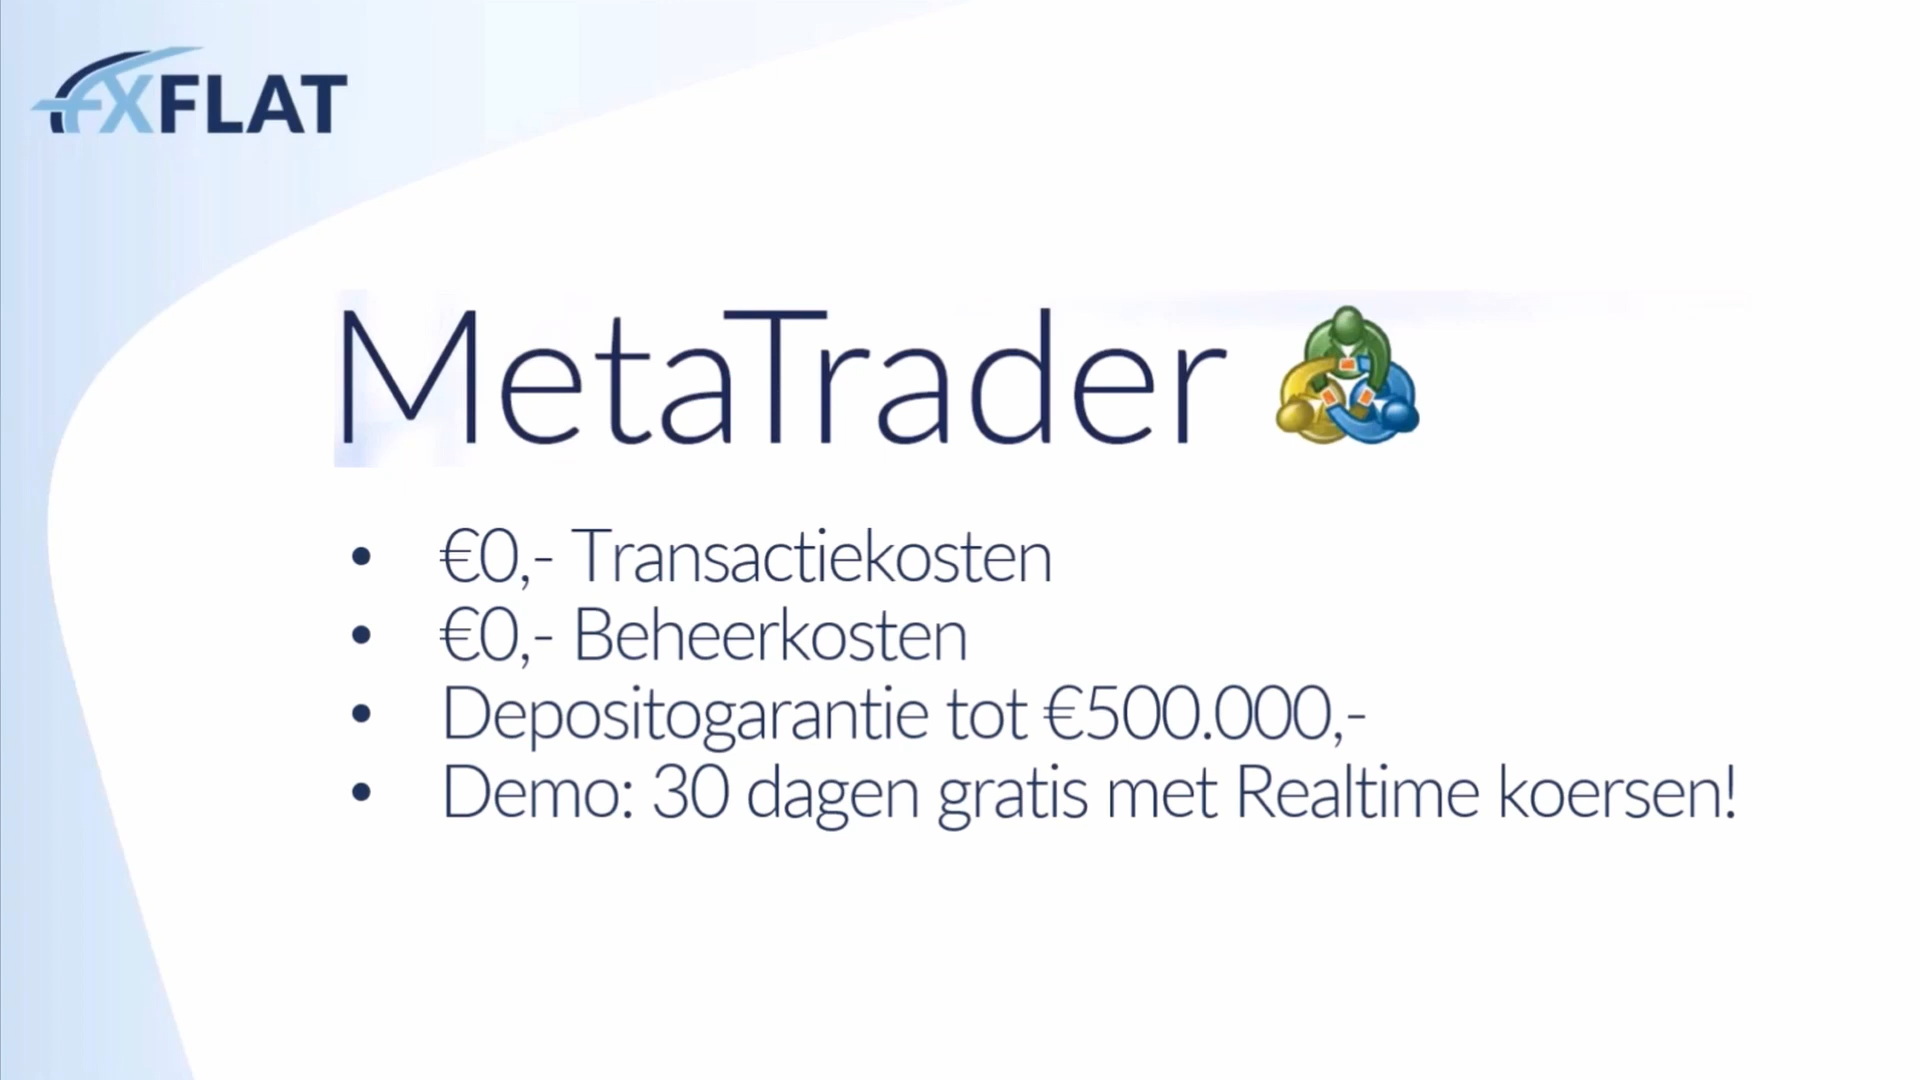 FXFLAT
MetaTrader
• €0,- Transactiekosten
• €0,- Beheerkosten
• Depositogarantie tot €500.000,-
• Demo: 30 dagen gratis met Realtime koersen!